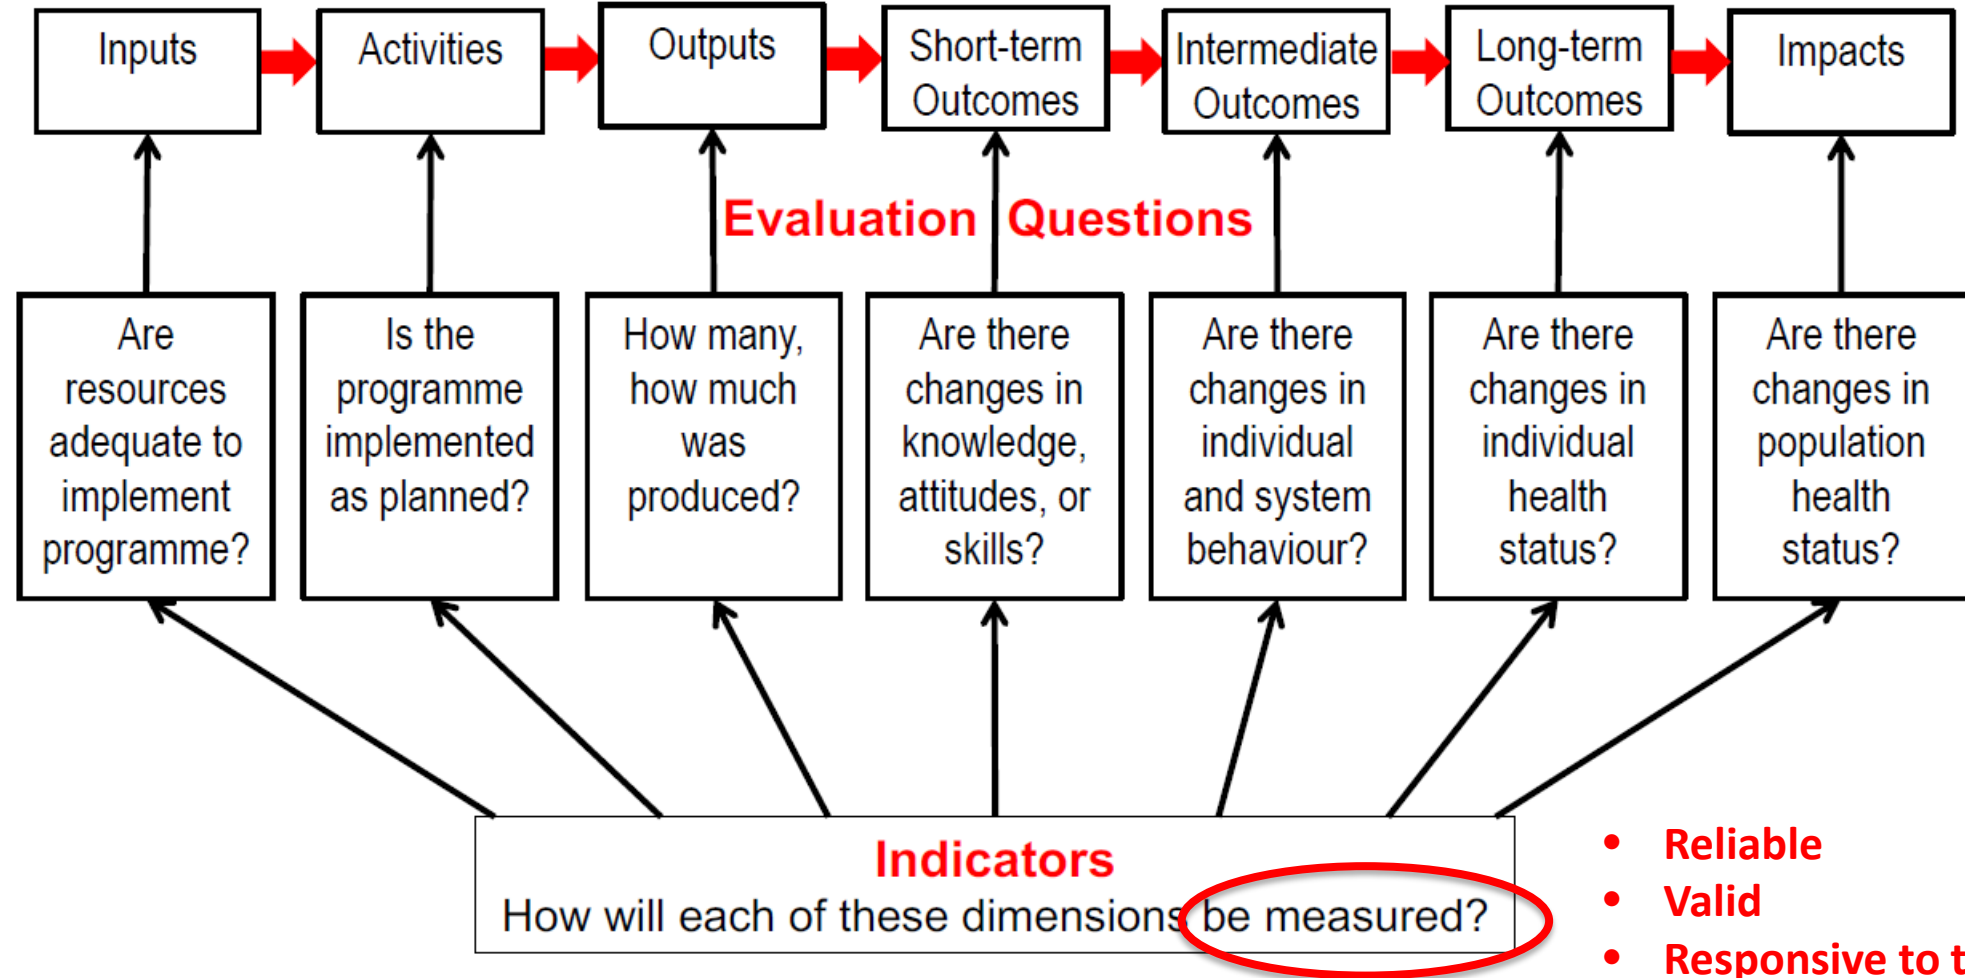 Inputs
Activities
Outputs
Short-term
Outcomes
Intermediate
Outcomes
Long-term
Outcomes
Impacts
Evaluation Questions
Are
resources
adequate to
implement
programme?
Is the
programme
implemented
as planned?
How many,
how much
was
produced?
Are there
changes in
knowledge,
attitudes, or
skills?
Are there
changes in
individual
and system
behaviour?
Are there
changes in
individual
health
status?
Are there
changes in
population
health
status?
Indicators
How will each of these dimensions be measured?
• Reliable
• Valid
• Responsive to t